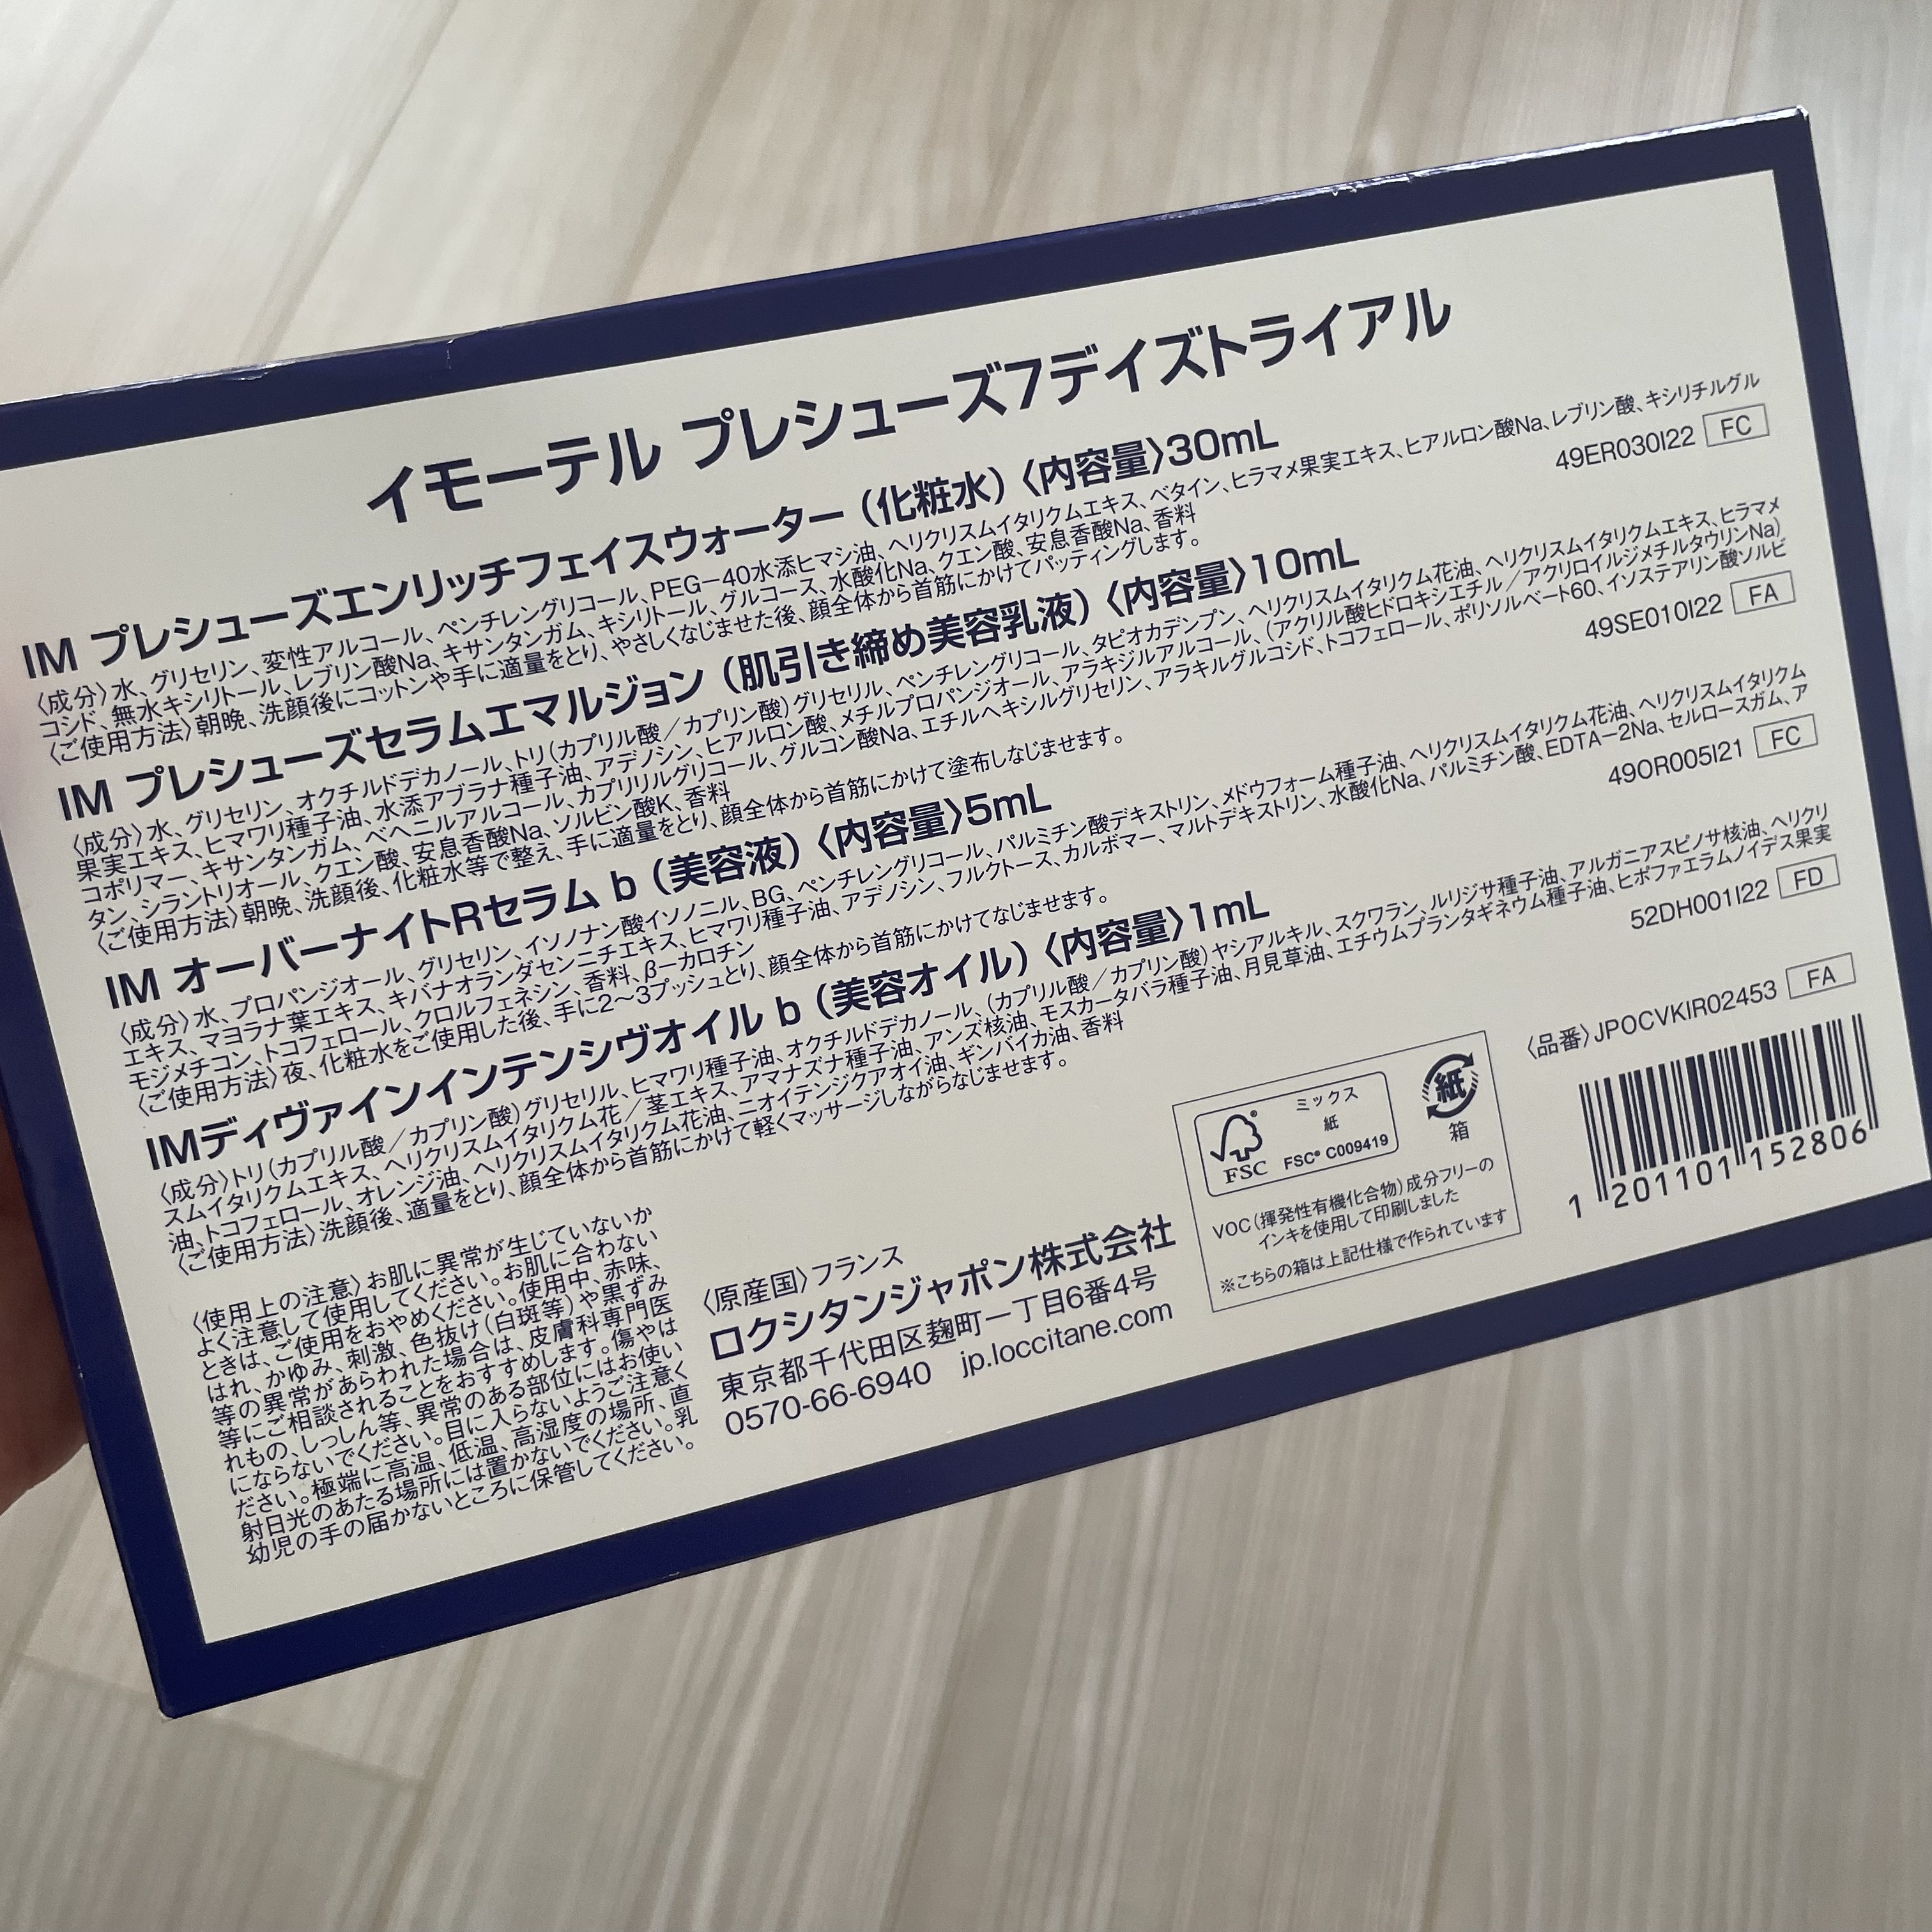 イモーテル プレシューズ7デイズトライアル
IM プレシューズエンリッチフェイスウォーター（化粧水）〈内容量〉30mL
〈成分〉水、グリセリン、変性アルコール、ペンチレングリコール、PEG－40水添ヒマシ油、ヘリクリスムイタリクムエキス、ベタイン、ヒラマメ果実エキス、ヒアルロン酸Na、レブリン酸、キシリチルグル
コシド、無水キシリトール、レブリン酸Na、キサンタンガム、キシリトール、グルコース、水酸化Na、クエン酸、安息香酸Na、香料
〈ご使用方法〉朝晩、洗顔後にコットンや手に適量をとり、やさしくなじませた後、顔全体から首筋にかけてパッティングします。
49ER030I22 FC
IM プレシューズセラムエマルジョン（肌引き締め美容乳液）〈内容量〉10mL
〈成分〉水、グリセリン、オクチルドデカノール、トリ（カプリル酸／カプリン酸）グリセリル、ペンチレングリコール、タピオカデンプン、ヘリクリスムイタリクム花油、ヘリクリスムイタリクムエキス、ヒラマメ
果実エキス、ヒマワリ種子油、水添アブラナ種子油、アデノシン、ヒアルロン酸、メチルプロパンジオール、アラキジルアルコール、（アクリル酸ヒドロキシエチル／アクリロイルジメチルタウリンNa）
コポリマー、キサンタンガム、ベヘニルアルコール、カプリリルグリコール、グルコン酸Na、エチルヘキシルグリセリン、アラキルグルコシド、トコフェロール、ポリソルベート60、イソステアリン酸ソルビ
タン、シラントリオール、クエン酸、安息香酸Na、ソルビン酸K、香料
〈ご使用方法〉朝晩、洗顔後、化粧水等で整え、手に適量をとり、顔全体から首筋にかけて塗布しなじませます。
49SE010I22 FA
IM オーバーナイトRセラム b（美容液）〈内容量〉5mL
〈成分〉水、プロパンジオール、グリセリン、イソノナン酸イソノニル、BG、ペンチレングリコール、パルミチン酸デキストリン、メドウフォーム種子油、ヘリクリスムイタリクム花油、ヘリクリスムイタリクム
エキス、マヨラナ葉エキス、キバナオランダセンニチエキス、ヒマワリ種子油、アデノシン、フルクトース、カルボマー、マルトデキストリン、水酸化Na、パルミチン酸、EDTA－2Na、セルロースガム、ア
モジメチコン、トコフェロール、クロルフェネシン、香料、β－カロチン
〈ご使用方法〉夜、化粧水をご使用した後、手に2～3プッシュとり、顔全体から首筋にかけてなじませます。
49OR005I21 FC
IMディヴァインインテンシヴオイル b（美容オイル）〈内容量〉1mL
〈成分〉トリ（カプリル酸／カプリン酸）グリセリル、ヒマワリ種子油、オクチルドデカノール、（カプリル酸／カプリン酸）ヤシアルキル、スクワラン、ルリジサ種子油、アルガニアスピノサ核油、ヘリクリ
スムイタリクムエキス、ヘリクリスムイタリクム花／茎エキス、アマナズナ種子油、アンズ核油、モスカータバラ種子油、月見草油、エチウムプランタギネウム種子油、ヒポファエラムノイデス果実
油、トコフェロール、オレンジ油、ヘリクリスムイタリクム花油、ニオイテンジクアオイ油、ギンバイカ油、香料
〈ご使用方法〉洗顔後、適量をとり、顔全体から首筋にかけて軽くマッサージしながらなじませます。
52DH001I22 FD
〈使用上の注意〉お肌に異常が生じていないか
よく注意して使用してください。お肌に合わない
ときは、ご使用をおやめください。使用中、赤味、
はれ、かゆみ、刺激、色抜け（白斑等）や黒ずみ
等の異常があらわれた場合は、皮膚科専門医
等にご相談されることをおすすめします。傷やは
れもの、しっしん等、異常のある部位にはお使い
にならないでください。目に入らないようご注意く
ださい。極端に高温、低温、高湿度の場所、直
射日光のあたる場所には置かないでください。乳
幼児の手の届かないところに保管してください。
〈原産国〉フランス
ロクシタンジャポン株式会社
東京都千代田区麹町一丁目6番4号
0570-66-6940 jp.loccitane.com
FSC
ミックス
紙
FSC® C009419
紙
箱
VOC（揮発性有機化合物）成分フリーの
インキを使用して印刷しました
※こちらの箱は上記仕様で作られています
〈品番〉JPOCVKIR02453 FA
1 201101 152806